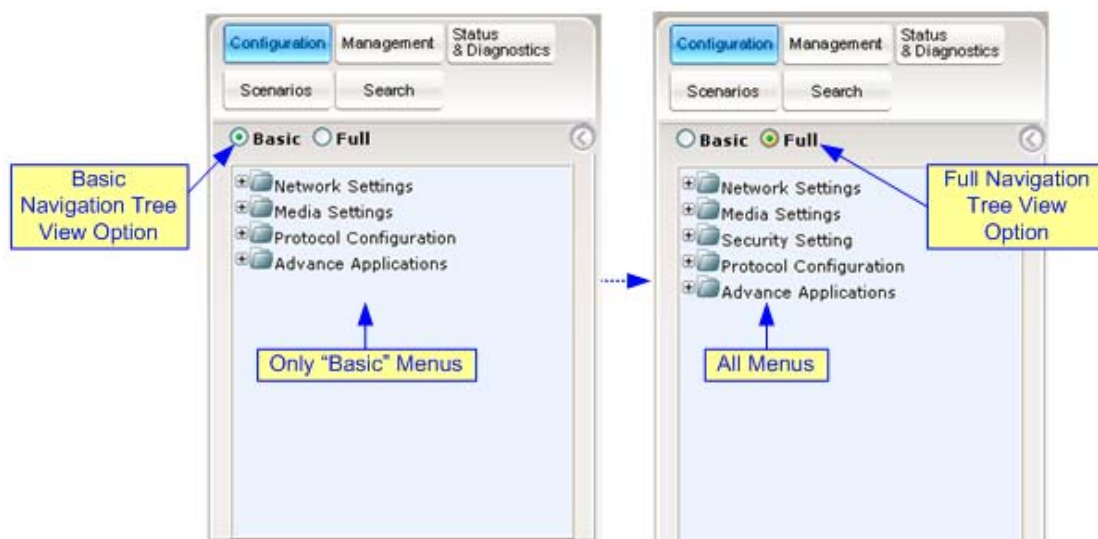 Configuration
Management
Status
& Diagnostics
Scenarios
Search
Basic
Full
Network Settings
Media Settings
Protocol Configuration
Advance Applications
Basic
Navigation Tree
View Option
Only “Basic” Menus
Configuration
Management
Status
& Diagnostics
Scenarios
Search
Basic
Full
Network Settings
Media Settings
Security Setting
Protocol Configuration
Advance Applications
Full Navigation
Tree View
Option
All Menus